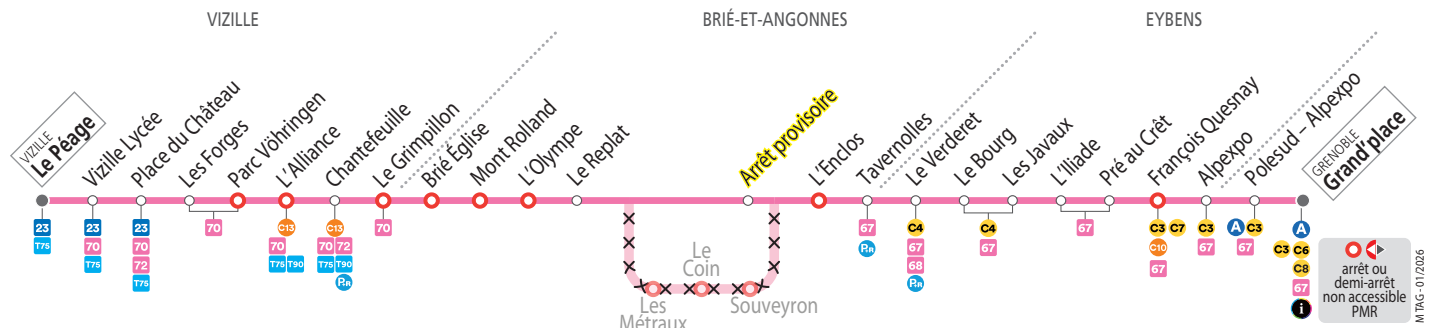 VIZILLE
BRIÉ-ET-ANGONNES
EYBENS
VIZILLE
Le Péage
Vizille Lycée
Place du Château
Les Forges
Parc Vöhringen
L'Alliance
Chantefeuille
Le Grimpillon
Brié Église
Mont Rolland
L'Olympe
Le Replat
Arrêt provisoire
L'Enclos
Tavernolles
Le Verderet
Le Bourg
Les Javaux
L'Iliade
Pré au Crêt
François Quesnay
Alpexpo
Polesud – Alpexpo
GRENOBLE
Grand'place
23
T75
23
70
T75
23
70
72
T75
70
C13
70
T75 T90
C13
70 72
T75 T90
P+R
70
Les
Métraux
Le
Coin
Souveyron
67
P+R
C4
67
68
P+R
C4
67
67
C3 C7
C10
67
C3
67
A C3
67
A
C3 C6
C8
67
i
arrêt ou
demi-arrêt
non accessible
PMR
M TAG - 01/2026